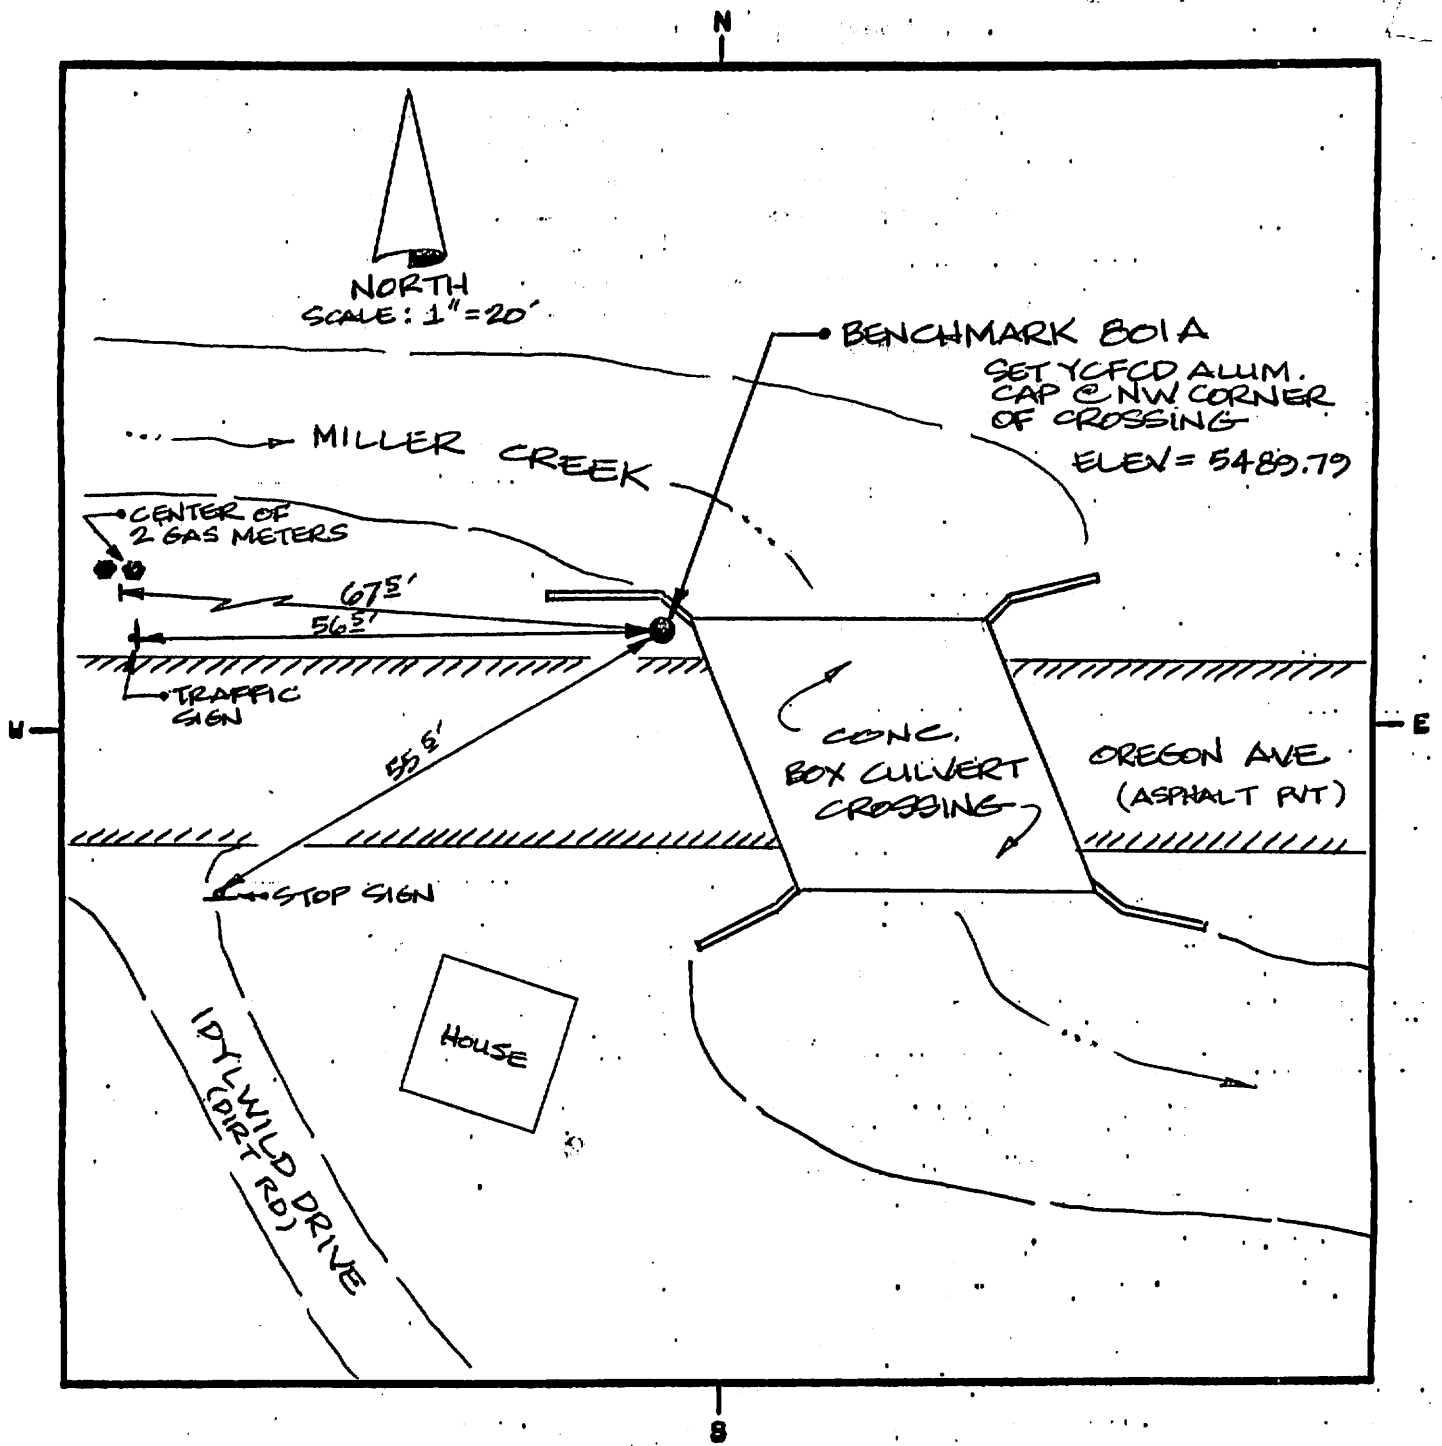 N
NORTH
SCALE: 1"=20'
BENCHMARK 801A
SET YCFCD ALUM.
CAP @ NW CORNER
OF CROSSING
ELEV = 5489.79
MILLER CREEK
CENTER OF
2 GAS METERS
67.5'
56.5'
TRAFFIC
SIGN
W
E
55.5'
CONC.
BOX CULVERT
CROSSING
OREGON AVE
(ASPHALT PVT)
STOP SIGN
HOUSE
IDYLWILD DRIVE
(DIRT RD)
S